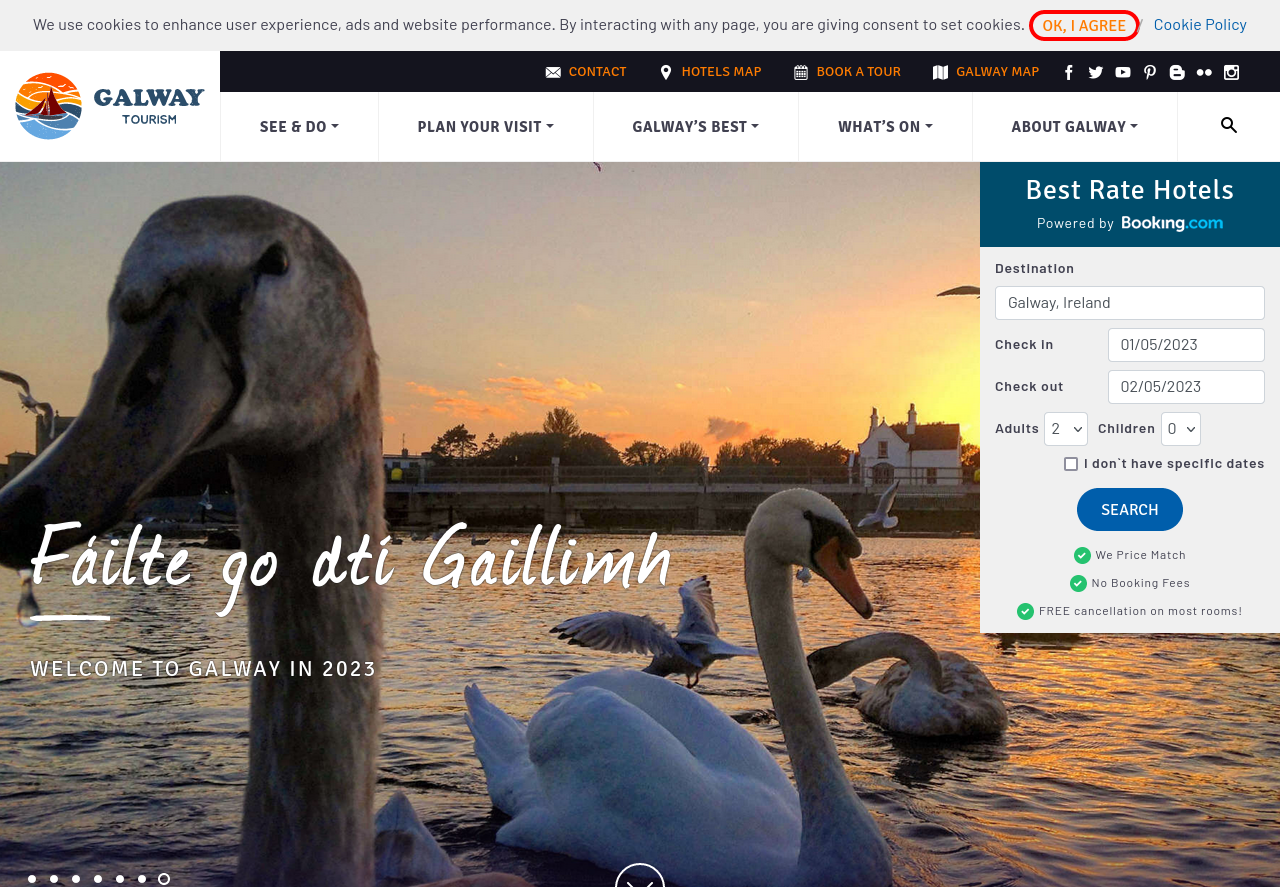 We use cookies to enhance user experience, ads and website performance. By interacting with any page, you are giving consent to set cookies. OK, I AGREE / Cookie Policy
CONTACT HOTELS MAP BOOK A TOUR GALWAY MAP
GALWAY
TOURISM
SEE & DO PLAN YOUR VISIT GALWAY’S BEST WHAT’S ON ABOUT GALWAY
Best Rate Hotels
Powered by Booking.com
Destination
Galway, Ireland
Check in 01/05/2023
Check out 02/05/2023
Adults 2 Children 0
I don`t have specific dates
SEARCH
We Price Match
No Booking Fees
FREE cancellation on most rooms!
Fáilte go dtí Gaillimh
WELCOME TO GALWAY IN 2023